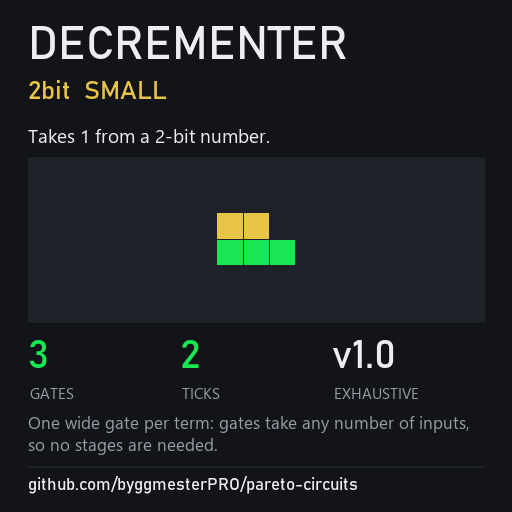 DECREMENTER
2bit SMALL
Takes 1 from a 2-bit number.
3 2 v1.0
GATES TICKS EXHAUSTIVE
One wide gate per term: gates take any number of inputs,
so no stages are needed.
github.com/byggmesterPRO/pareto-circuits